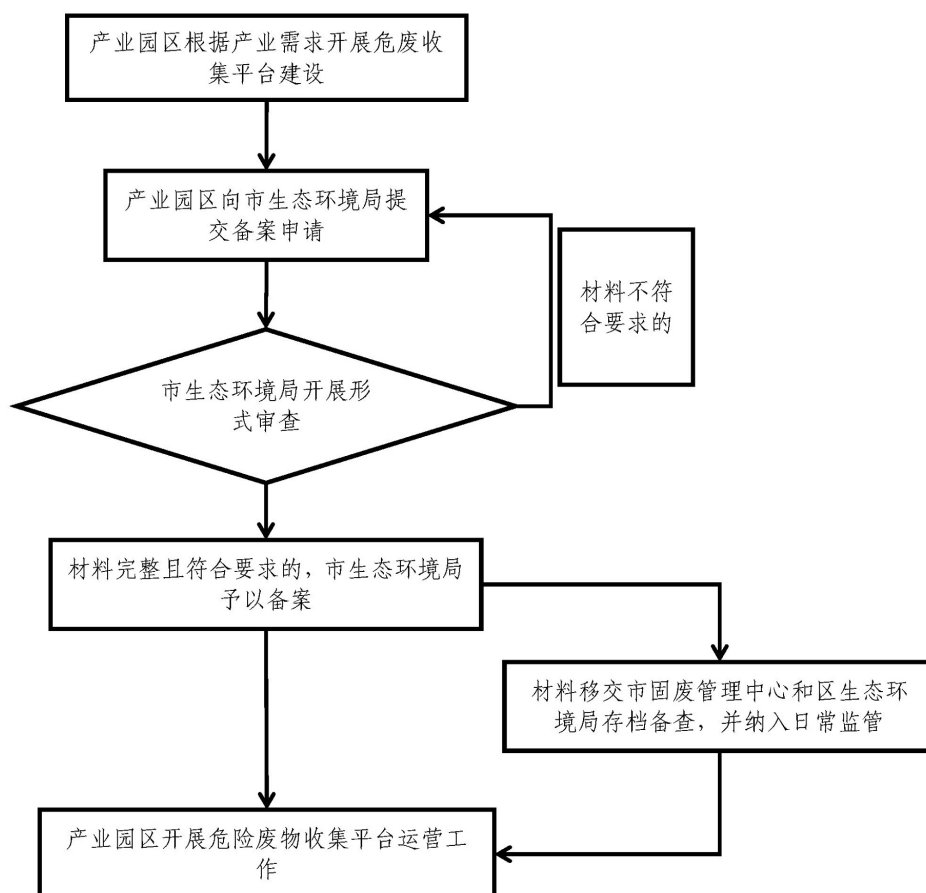 产业园区根据产业需求开展危废收
集平台建设
产业园区向市生态环境局提
交备案申请
材料不符
合要求的
市生态环境局开展形
式审查
材料完整且符合要求的，市生态环境局
予以备案
材料移交市固废管理中心和区生态环
境局存档备查，并纳入日常监管
产业园区开展危险废物收集平台运营工
作